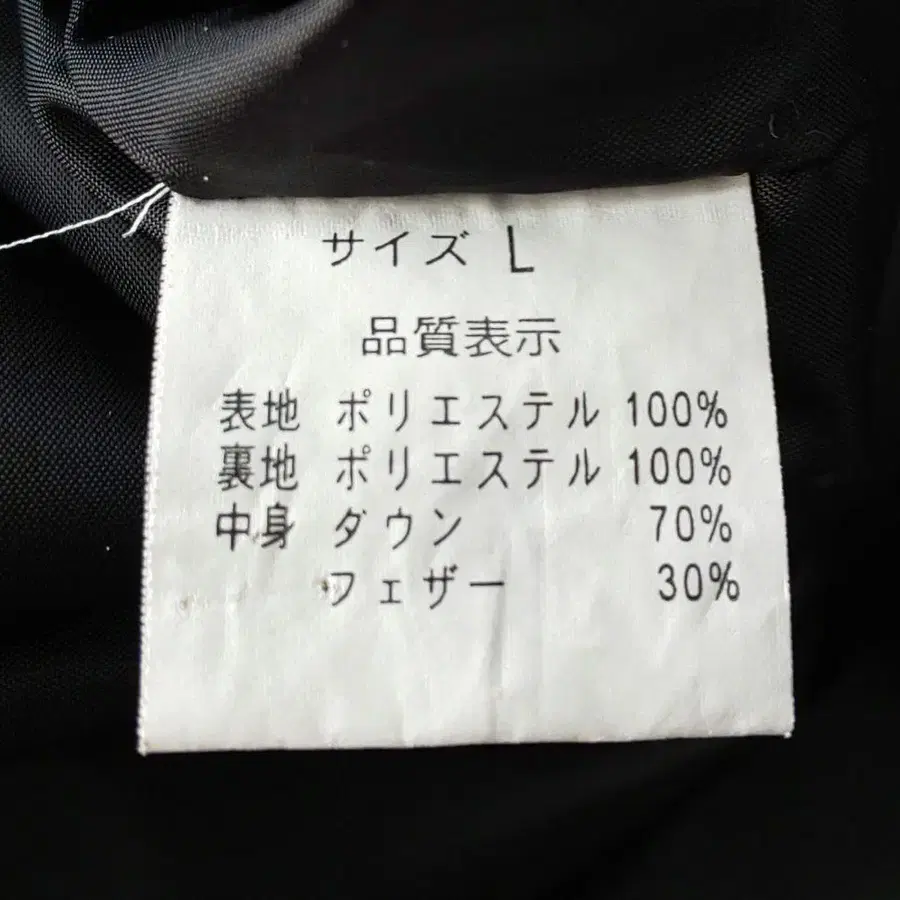 サイズ L
品質表示
表地 ポリエステル 100%
裏地 ポリエステル 100%
中身 ダウン 70%
フェザー 30%